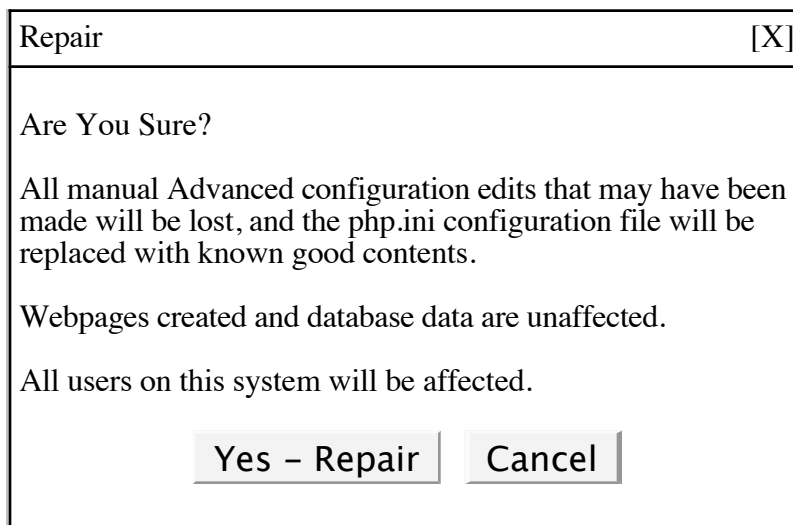 Repair [X]
Are You Sure?
All manual Advanced configuration edits that may have been
made will be lost, and the php.ini configuration file will be
replaced with known good contents.
Webpages created and database data are unaffected.
All users on this system will be affected.
Yes – Repair Cancel